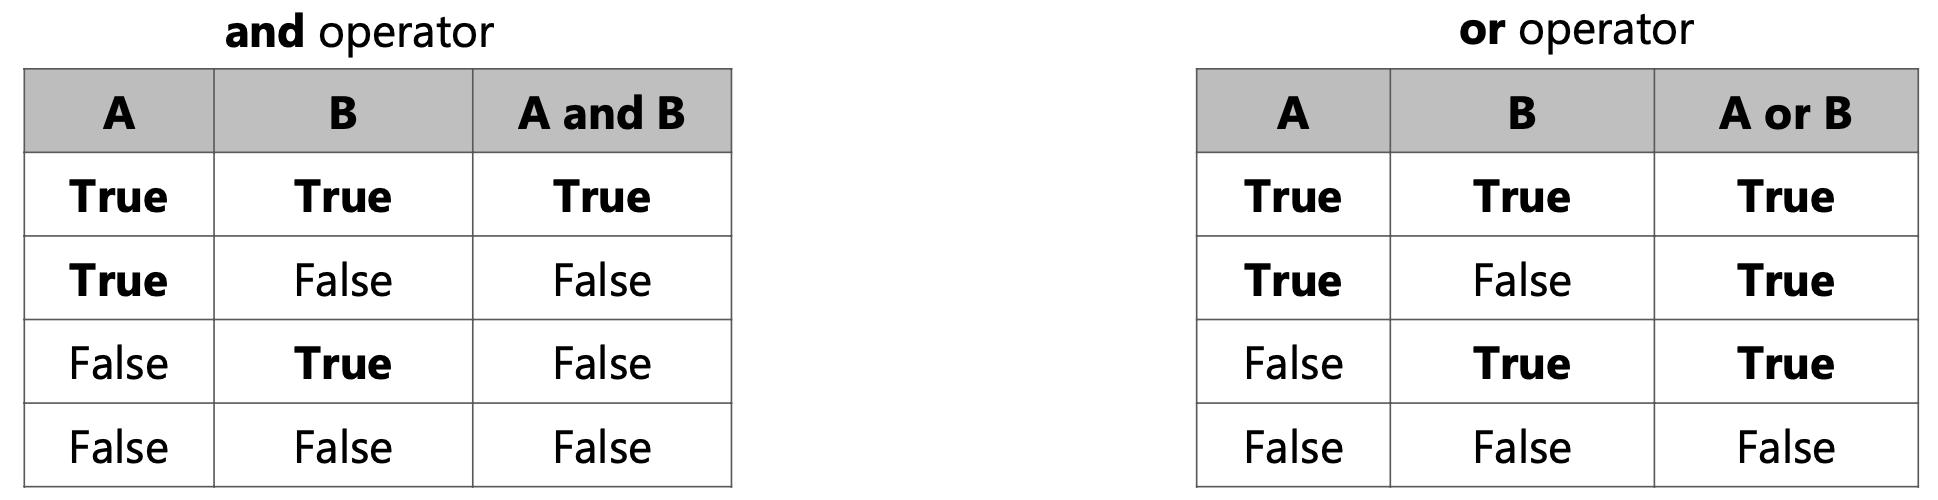 and operator
A B A and B
True True True
True False False
False True False
False False False
or operator
A B A or B
True True True
True False True
False True True
False False False